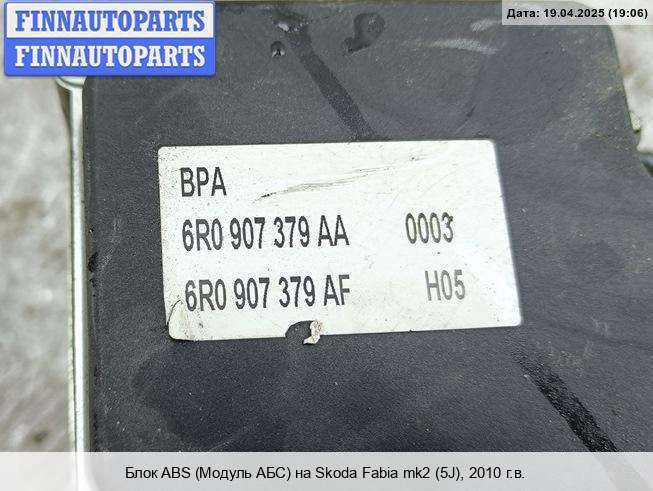 FINNAUTOPARTS
FINNAUTOPARTS
Дата: 19.04.2025 (19:06)
BPA
6R0 907 379 AA 0003
6R0 907 379 AF H05
Блок ABS (Модуль АБС) на Skoda Fabia mk2 (5J), 2010 г.в.